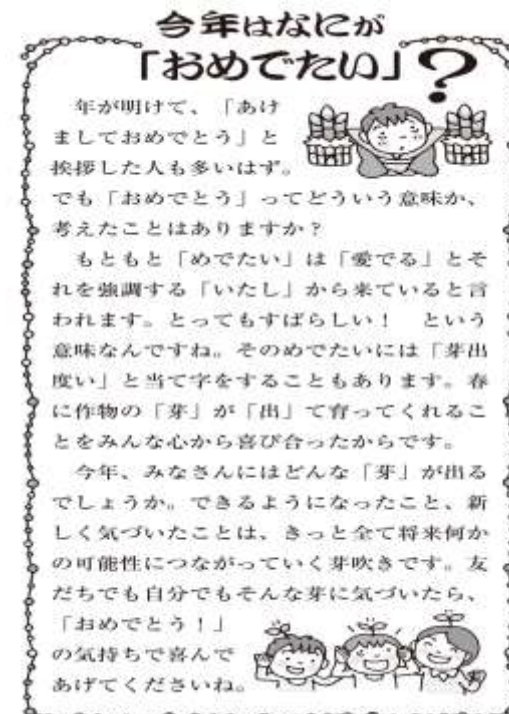 今年はなにが
「おめでたい」?
年が明けて、「あけ
ましておめでとう」と
挨拶した人も多いはず。
でも「おめでとう」ってどういう意味か、
考えたことはありますか?
もともと「めでたい」は「愛でる」とそ
れを強調する「いたし」から来ていると言
われます。とってもすばらしい! という
意味なんですね。そのめでたいには「芽出
度い」と当て字をすることもあります。春
に作物の「芽」が「出」て育ってくれるこ
とをみんな心から喜び合ったからです。
今年、みなさんにはどんな「芽」が出る
でしょうか。できるようになったこと、新
しく気づいたことは、きっと全て将来何か
の可能性につながっていく芽吹きです。友
だちでも自分でもそんな芽に気づいたら、
「おめでとう!」
の気持ちで喜んで
あげてくださいね。